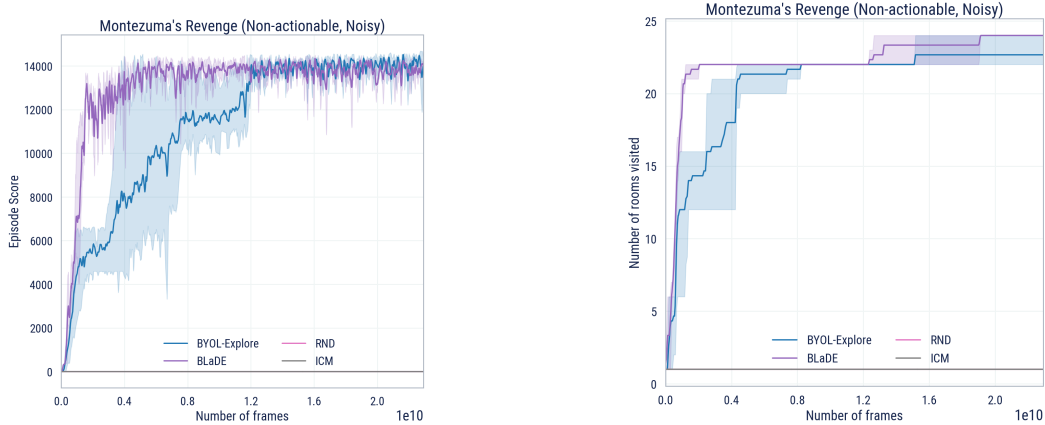 Montezuma's Revenge (Non-actionable, Noisy)
Episode Score
14000
12000
10000
8000
6000
4000
2000
0
0.0 0.4 0.8 1.2 1.6 2.0
1e10
Number of frames
BYOL-Explore
BLaDE
RND
ICM
Montezuma's Revenge (Non-actionable, Noisy)
Number of rooms visited
25
20
15
10
5
0
0.0 0.4 0.8 1.2 1.6 2.0
1e10
Number of frames
BYOL-Explore
BLaDE
RND
ICM